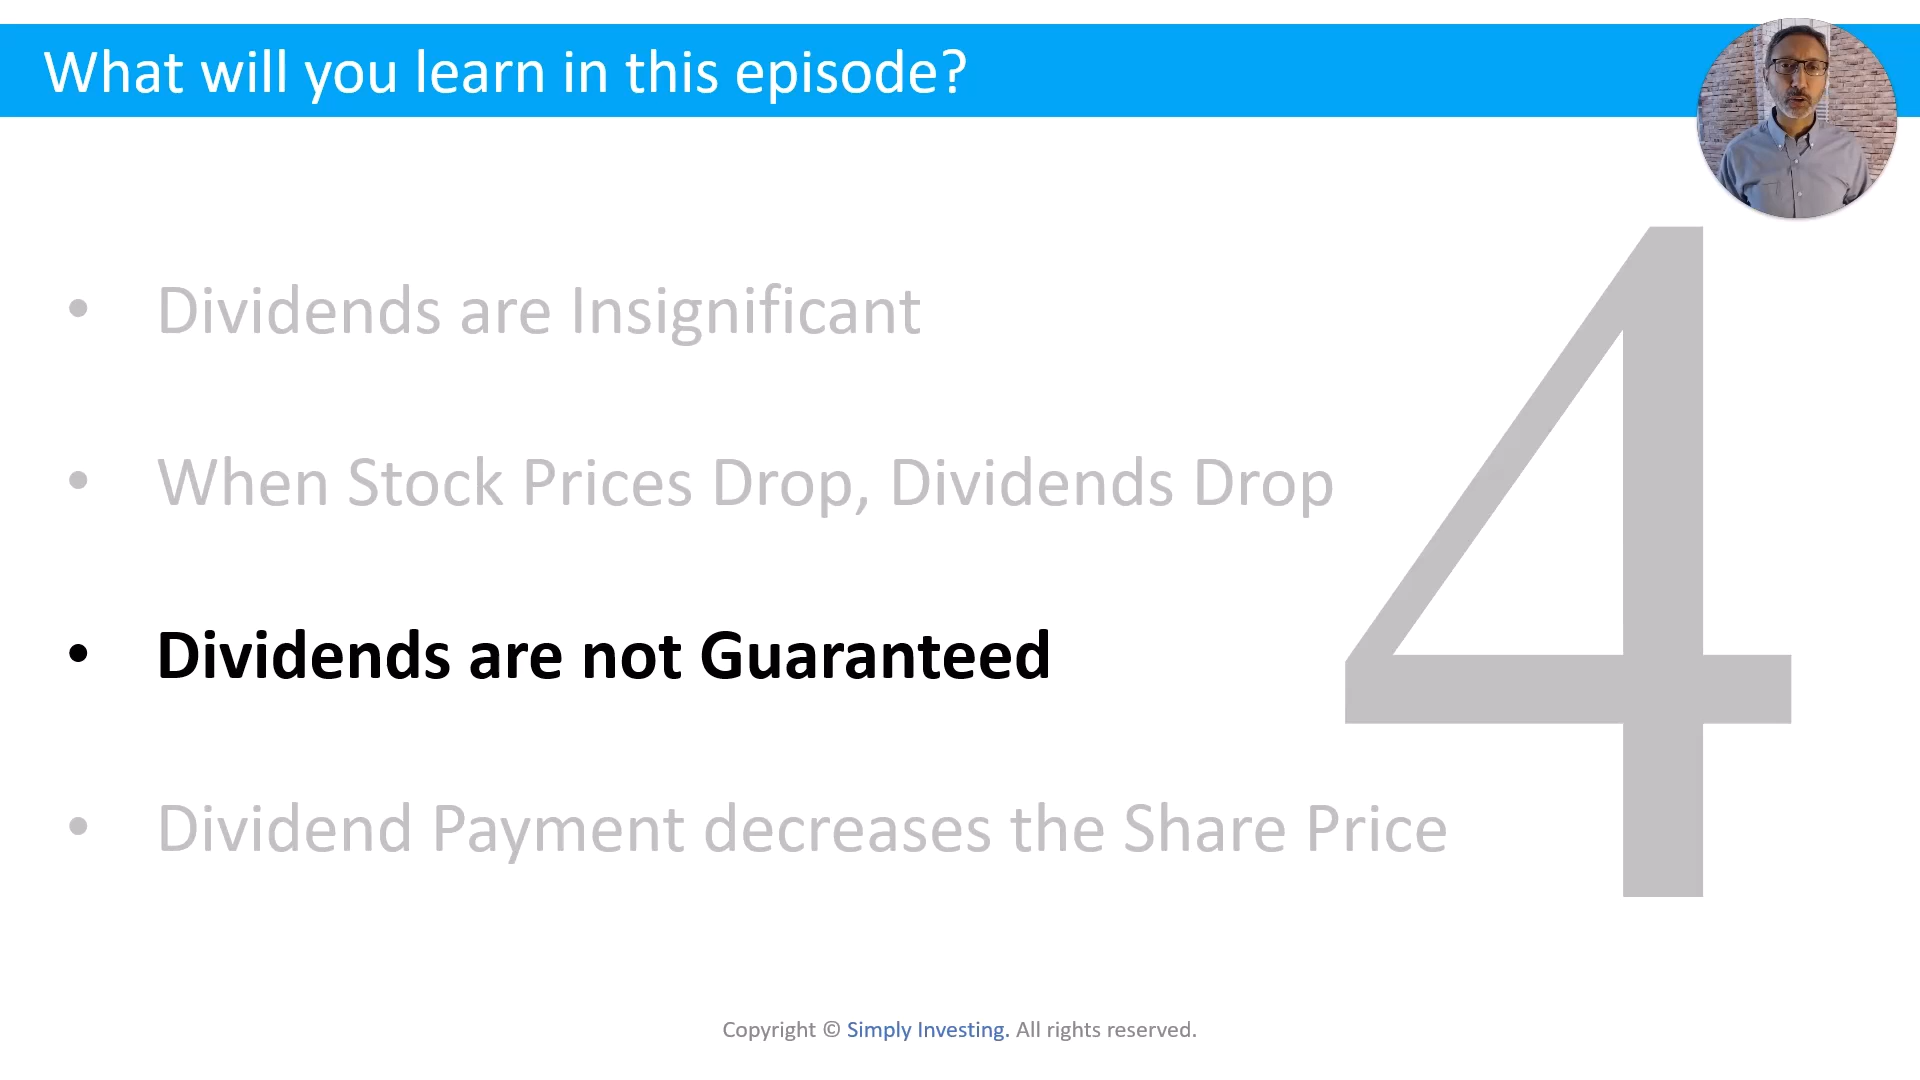 What will you learn in this episode?
• Dividends are Insignificant
• When Stock Prices Drop, Dividends Drop
• Dividends are not Guaranteed
• Dividend Payment decreases the Share Price
4
Copyright © Simply Investing. All rights reserved.